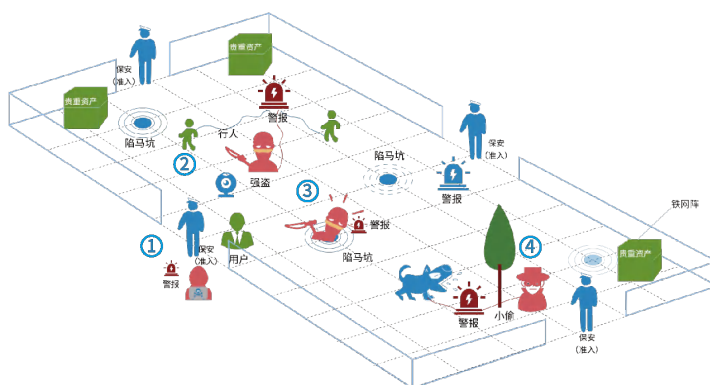 贵重资产
保安
（准入）
贵重资产
警报
陷马坑
行人
强盗
②
陷马坑
保安
（准入）
警报
③
铁网阵
①
保安
（准入）
用户
警报
陷马坑
④
贵重资产
警报
警报
小偷
保安
（准入）